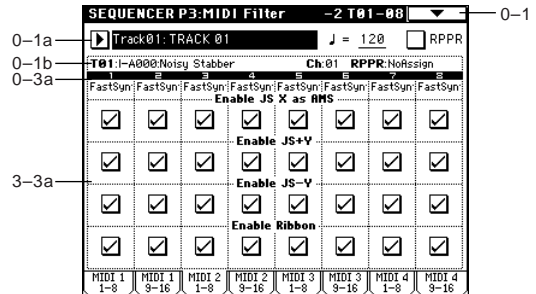 SEQUENCER P3:MIDI Filter -2 T01-08
0-1
0-1a
Track01: TRACK 01
♩ = 120
RPPR
0-1b
T01:I-A000:Noisy Stabber Ch:01 RPPR:NoAssign
0-3a
1 2 3 4 5 6 7 8
FastSyn FastSyn FastSyn FastSyn FastSyn FastSyn FastSyn FastSyn
Enable JS X as AMS
Enable JS+Y
3-3a
Enable JS-Y
Enable Ribbon
MIDI 1 1-8
MIDI 1 9-16
MIDI 2 1-8
MIDI 2 9-16
MIDI 3 1-8
MIDI 3 9-16
MIDI 4 1-8
MIDI 4 9-16